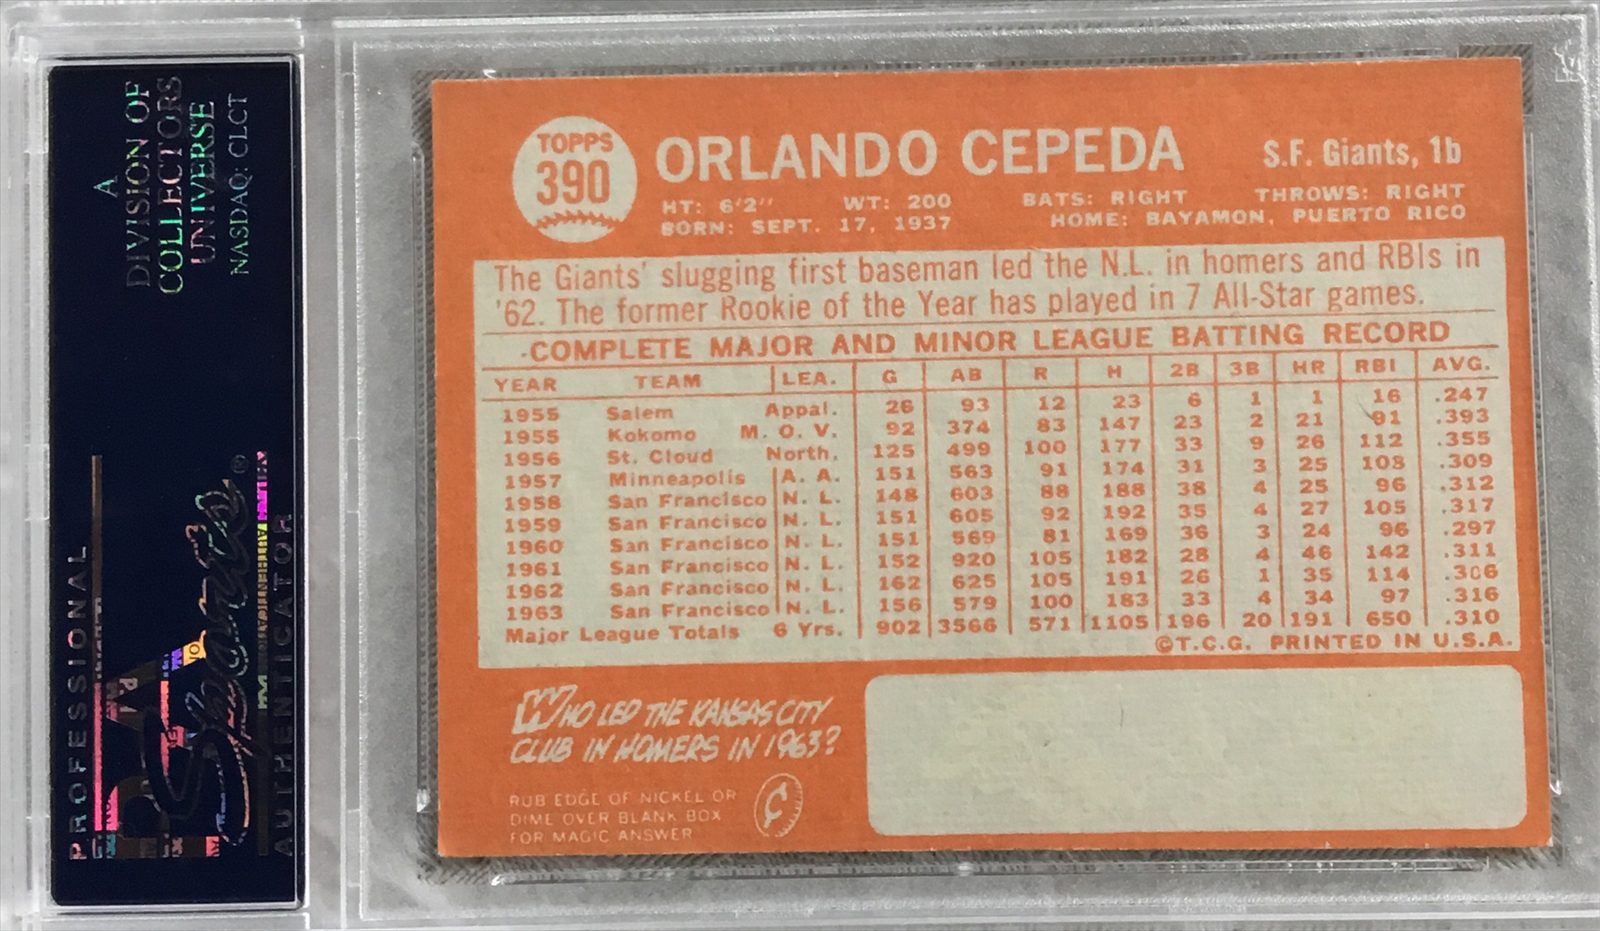 A
DIVISION OF
COLLECTORS
UNIVERSE
NASDAQ: CLCT
PROFESSIONAL
Sports
®
AUTHENTICATOR
TOPPS
390
ORLANDO CEPEDA
S.F. Giants, 1b
HT: 6'2" WT: 200 BATS: RIGHT THROWS: RIGHT
BORN: SEPT. 17, 1937 HOME: BAYAMON, PUERTO RICO
The Giants' slugging first baseman led the N.L. in homers and RBIs in
'62. The former Rookie of the Year has played in 7 All-Star games.
COMPLETE MAJOR AND MINOR LEAGUE BATTING RECORD
YEAR TEAM LEA. G AB R H 2B 3B HR RBI AVG.
1955 Salem Appal. 26 93 12 23 6 1 1 16 .247
1955 Kokomo M. O. V. 92 374 83 147 23 2 21 91 .393
1956 St. Cloud North. 125 499 100 177 33 9 26 112 .355
1957 Minneapolis A. A. 151 563 91 174 31 3 25 108 .309
1958 San Francisco N. L. 148 603 88 188 38 4 25 96 .312
1959 San Francisco N. L. 151 605 92 192 35 4 27 105 .317
1960 San Francisco N. L. 151 569 81 169 36 3 24 96 .297
1961 San Francisco N. L. 152 920 105 182 28 4 46 142 .311
1962 San Francisco N. L. 162 625 105 191 26 1 35 114 .306
1963 San Francisco N. L. 156 579 100 183 33 4 34 97 .316
Major League Totals 6 Yrs. 902 3566 571 1105 196 20 191 650 .310
©T.C.G. PRINTED IN U.S.A.
WHO LED THE KANSAS CITY
CLUB IN HOMERS IN 1963?
RUB EDGE OF NICKEL OR
DIME OVER BLANK BOX
FOR MAGIC ANSWER